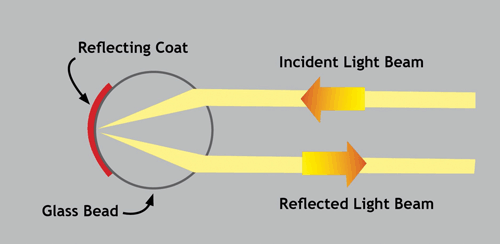 Reflecting Coat
Incident Light Beam
Glass Bead
Reflected Light Beam